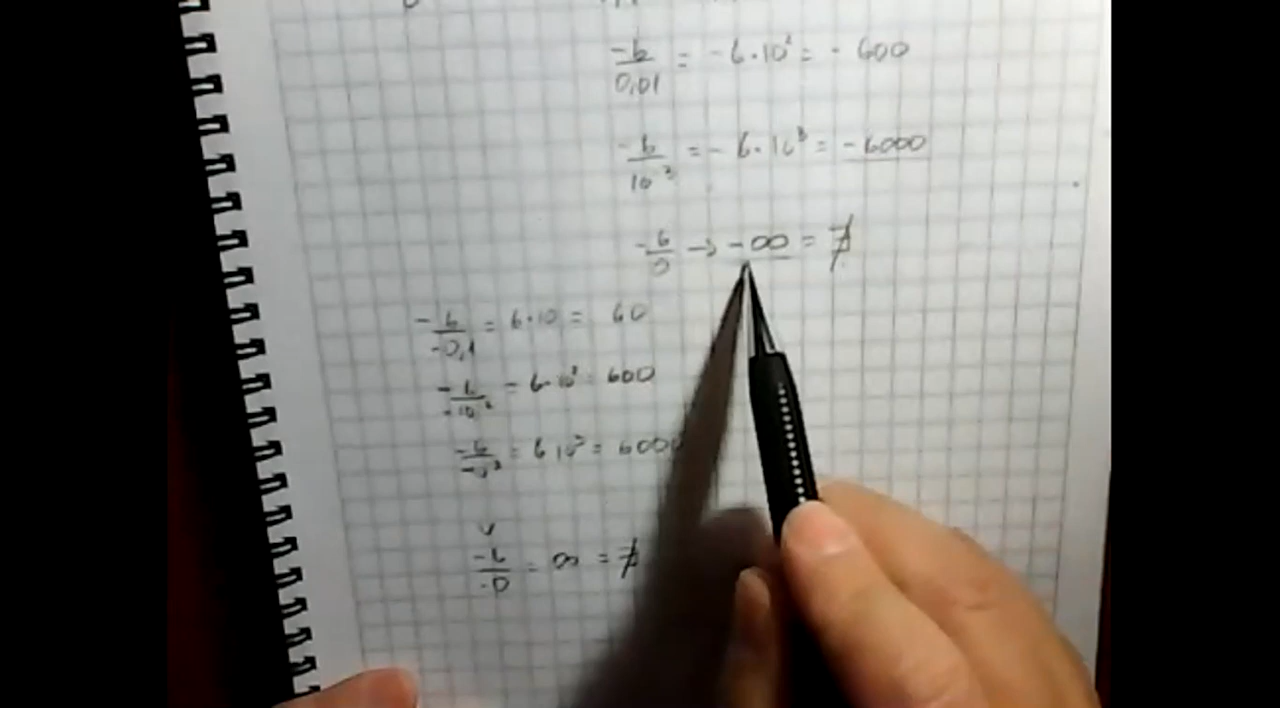 -6/0,01 = -6·10² = -600
-6/10⁻³ = -6·10³ = -6000
-6/0 → -∞ = ∄
-6/-0,1 = 6·10 = 60
-6/-10⁻² = 6·10² = 600
-6/-10⁻³ = 6·10³ = 6000
-6/-0 = ∞ = ∄